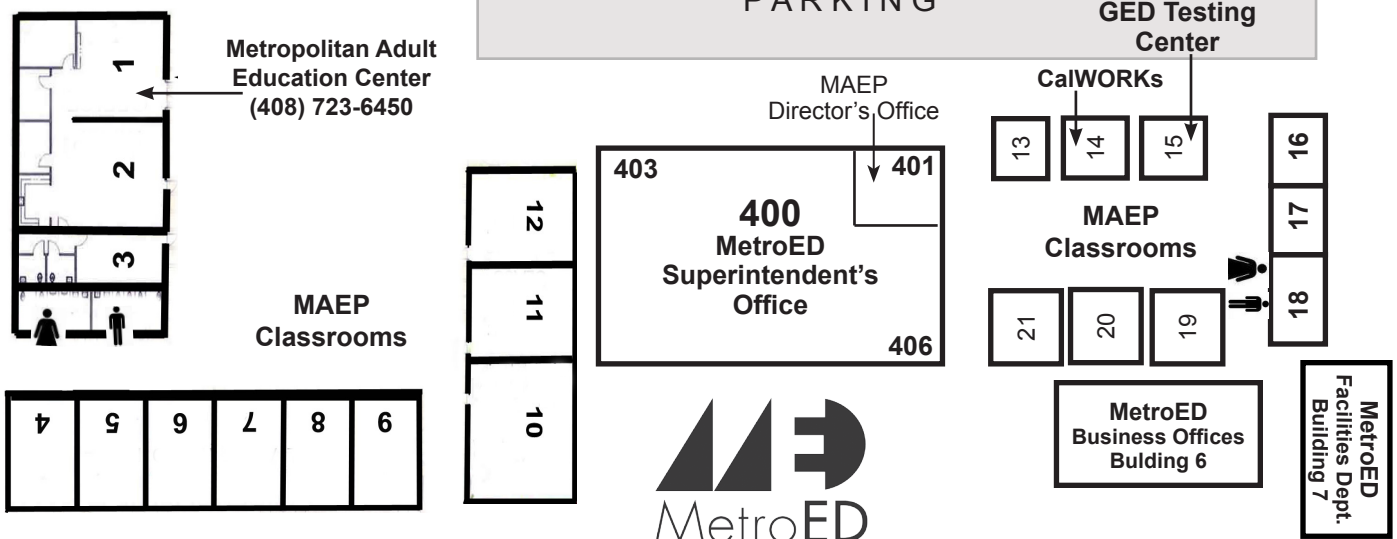 PARKING
GED Testing
Center
Metropolitan Adult
Education Center
(408) 723-6450
1
2
3
MAEP
Director's Office
CalWORKs
13
14
15
16
17
18
403
401
400
MetroED
Superintendent's
Office
406
12
11
10
MAEP
Classrooms
MAEP
Classrooms
21
20
19
4
5
6
7
8
9
MetroED
Business Offices
Bulding 6
MetroED
Facilities Dept.
Building 7
MetroED